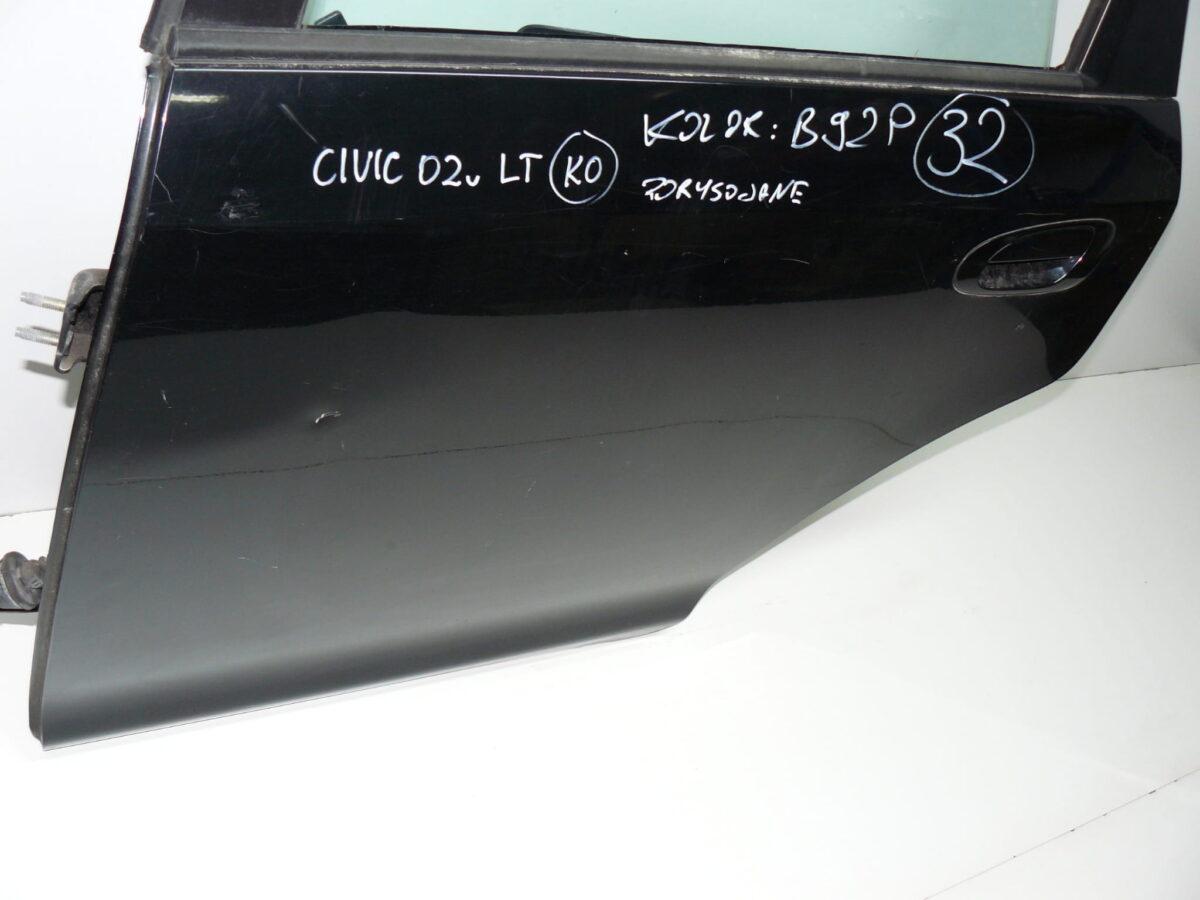 CIVIC 02r LT KO
KOLOR: B92P 32
PORYSOWANE